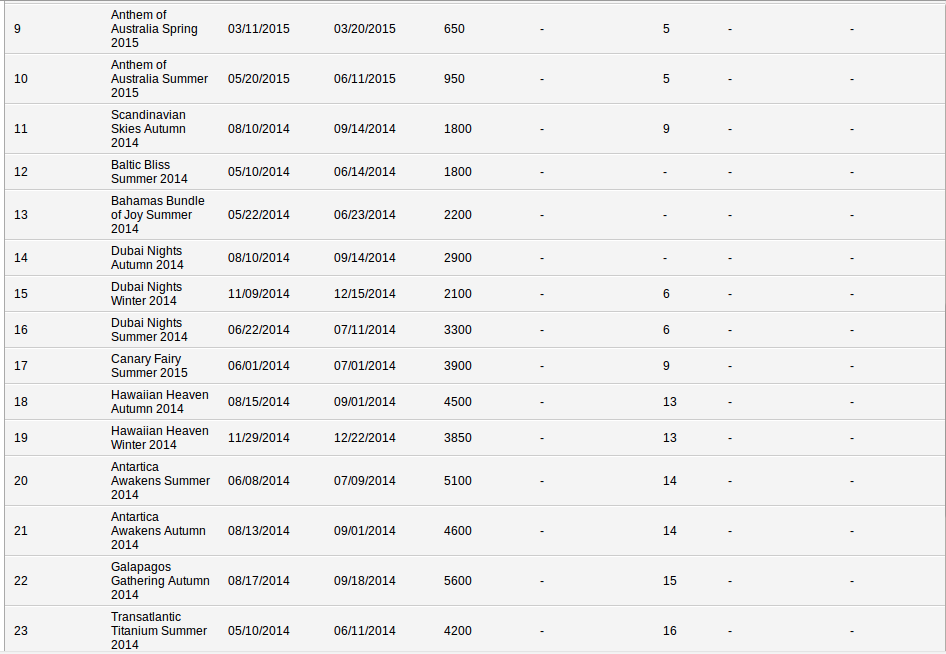 9 Anthem of Australia Spring 2015 03/11/2015 03/20/2015 650 - 5 - -
10 Anthem of Australia Summer 2015 05/20/2015 06/11/2015 950 - 5 - -
11 Scandinavian Skies Autumn 2014 08/10/2014 09/14/2014 1800 - 9 - -
12 Baltic Bliss Summer 2014 05/10/2014 06/14/2014 1800 - - - -
13 Bahamas Bundle of Joy Summer 2014 05/22/2014 06/23/2014 2200 - - - -
14 Dubai Nights Autumn 2014 08/10/2014 09/14/2014 2900 - - - -
15 Dubai Nights Winter 2014 11/09/2014 12/15/2014 2100 - 6 - -
16 Dubai Nights Summer 2014 06/22/2014 07/11/2014 3300 - 6 - -
17 Canary Fairy Summer 2015 06/01/2014 07/01/2014 3900 - 9 - -
18 Hawaiian Heaven Autumn 2014 08/15/2014 09/01/2014 4500 - 13 - -
19 Hawaiian Heaven Winter 2014 11/29/2014 12/22/2014 3850 - 13 - -
20 Antartica Awakens Summer 2014 06/08/2014 07/09/2014 5100 - 14 - -
21 Antartica Awakens Autumn 2014 08/13/2014 09/01/2014 4600 - 14 - -
22 Galapagos Gathering Autumn 2014 08/17/2014 09/18/2014 5600 - 15 - -
23 Transatlantic Titanium Summer 2014 05/10/2014 06/11/2014 4200 - 16 - -